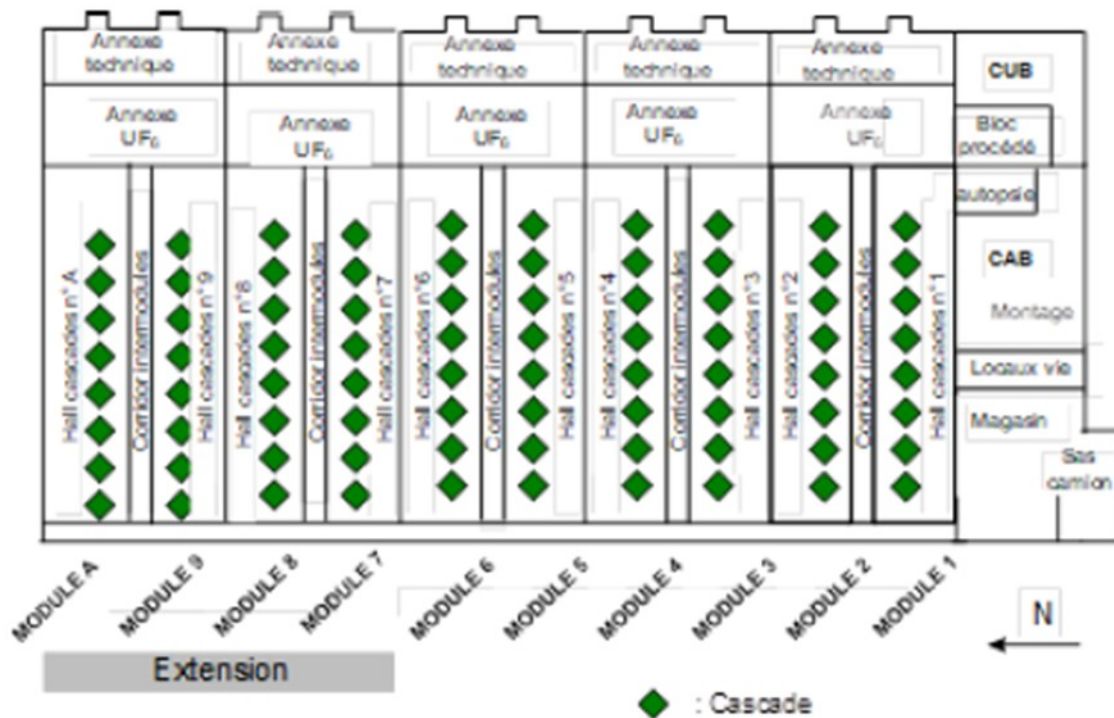 Annexe
technique
Annexe
technique
Annexe
technique
Annexe
technique
Annexe
technique
CUB
Annexe
UF₆
Annexe
UF₆
Annexe
UF₆
Annexe
UF₆
Annexe
UF₆
Bloc
procédé
autopsie
CAB
Montage
Locaux vie
Magasin
Sas
camion
Hall cascades n° A
Corridor intermodules
Hall cascades n°9
Hall cascades n°8
Corridor intermodules
Hall cascades n°7
Hall cascades n°6
Corridor intermodules
Hall cascades n°5
Hall cascades n°4
Corridor intermodules
Hall cascades n°3
Hall cascades n°2
Corridor intermodules
Hall cascades n°1
MODULE A
MODULE 9
MODULE 8
MODULE 7
MODULE 6
MODULE 5
MODULE 4
MODULE 3
MODULE 2
MODULE 1
N
Extension
: Cascade